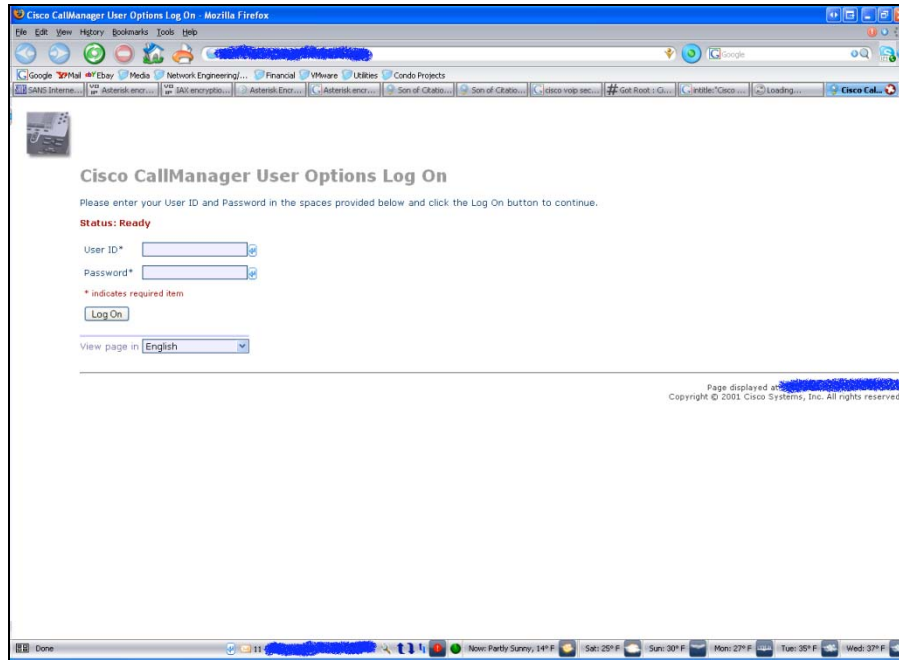 Cisco CallManager User Options Log On - Mozilla Firefox
File Edit View History Bookmarks Tools Help
Google
Google Mail Ebay Media Network Engineering/... Financial VMware Utilities Condo Projects
SANS Interne... Asterisk encr... IAX encryptio... Asterisk Encr... Asterisk encr... Son of Citatio... Son of Citatio... cisco voip sec... Got Root : G... intitle:"Cisco ... Loading... Cisco Cal...
Cisco CallManager User Options Log On
Please enter your User ID and Password in the spaces provided below and click the Log On button to continue.
Status: Ready
User ID*
Password*
* indicates required item
Log On
View page in English
Page displayed at
Copyright © 2001 Cisco Systems, Inc. All rights reserved
Done 11 Now: Partly Sunny, 14° F Sat: 25° F Sun: 30° F Mon: 27° F Tue: 35° F Wed: 37° F